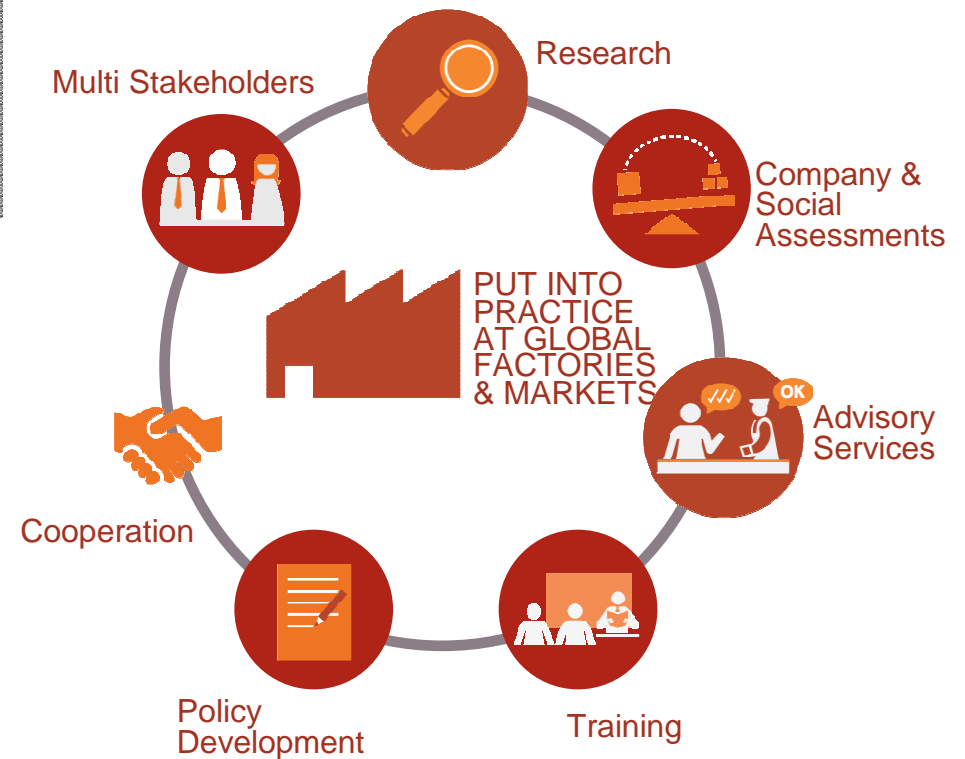 Research
Multi Stakeholders
Company &
Social
Assessments
PUT INTO
PRACTICE
AT GLOBAL
FACTORIES
& MARKETS
OK
Advisory
Services
Cooperation
Policy
Development
Training